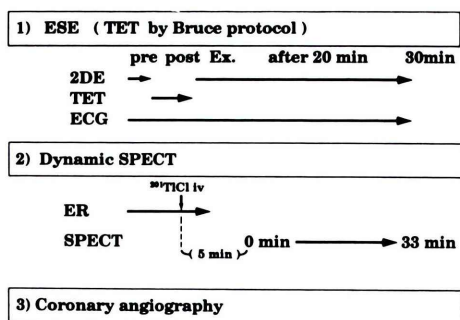 1) ESE ( TET by Bruce protocol )
pre post Ex. after 20 min 30min
2DE
TET
ECG
2) Dynamic SPECT
²⁰¹TlCl iv
ER
SPECT ( 5 min ) 0 min 33 min
3) Coronary angiography